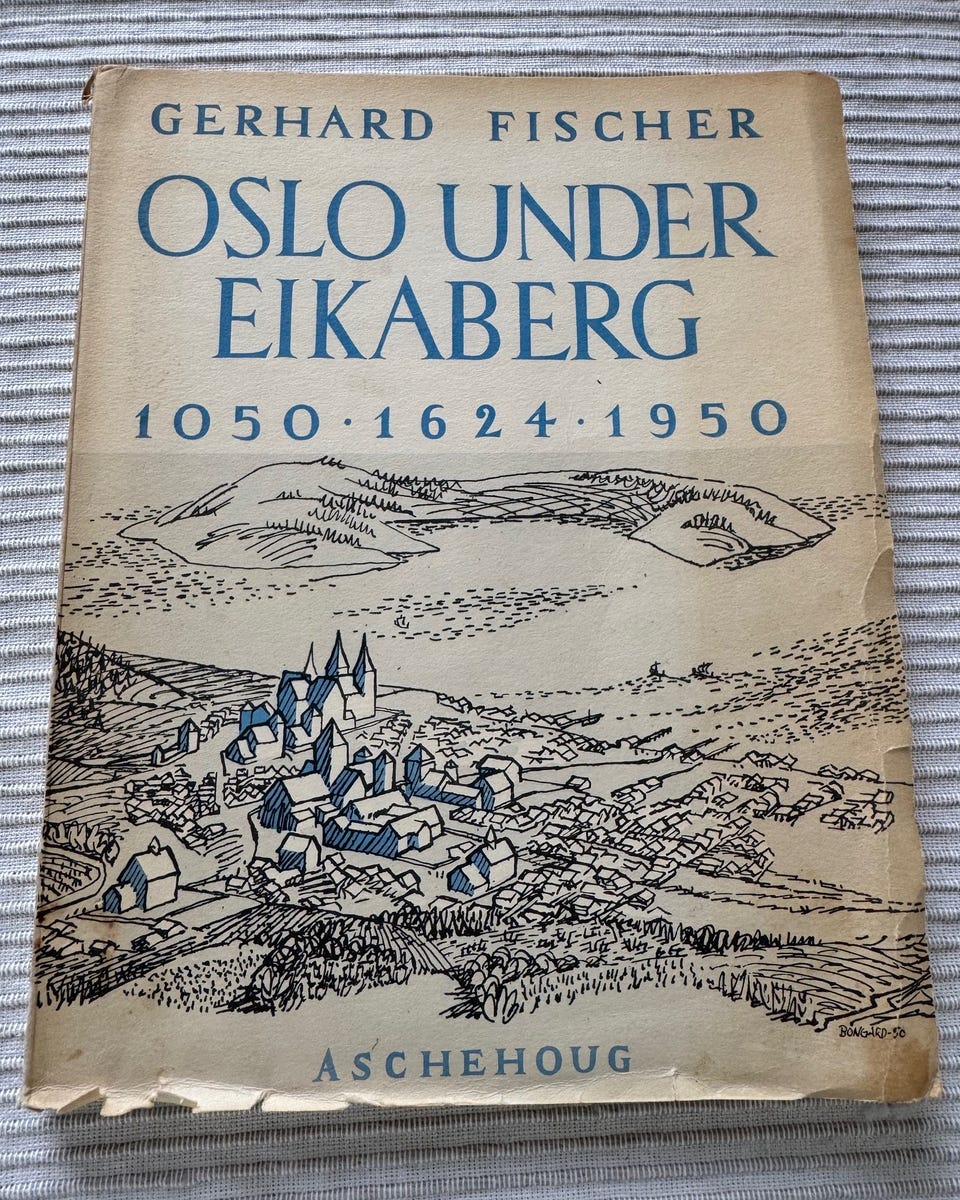 GERHARD FISCHER
OSLO UNDER
EIKABERG
1050 · 1624 · 1950
BONGARD-50
ASCHEHOUG